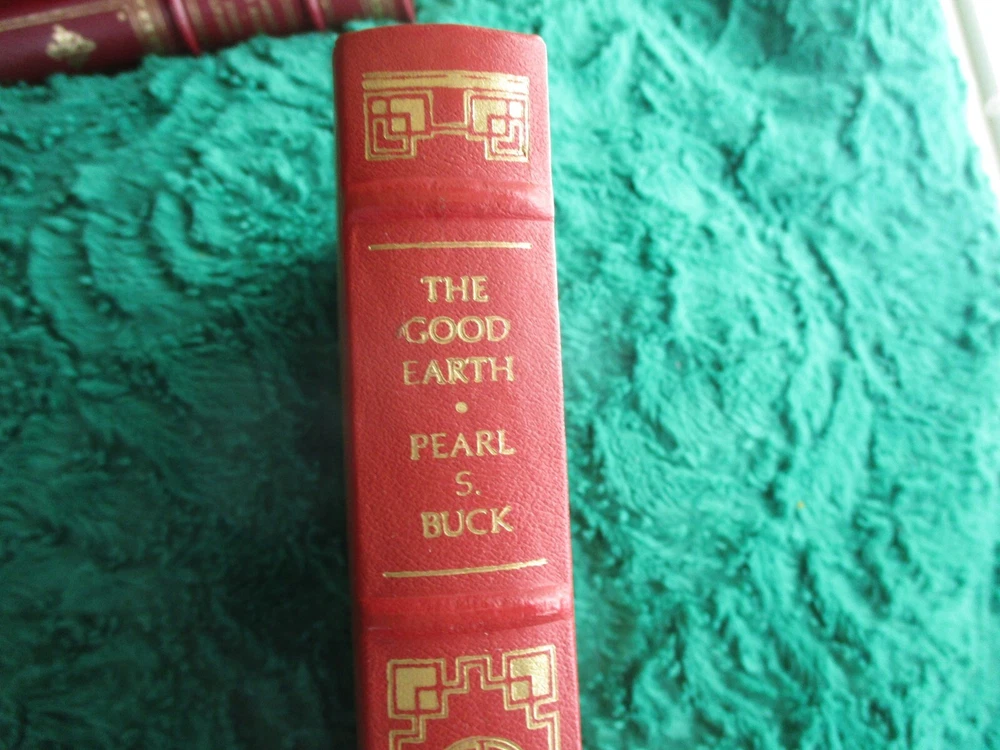 THE
GOOD
EARTH
•
PEARL
S.
BUCK